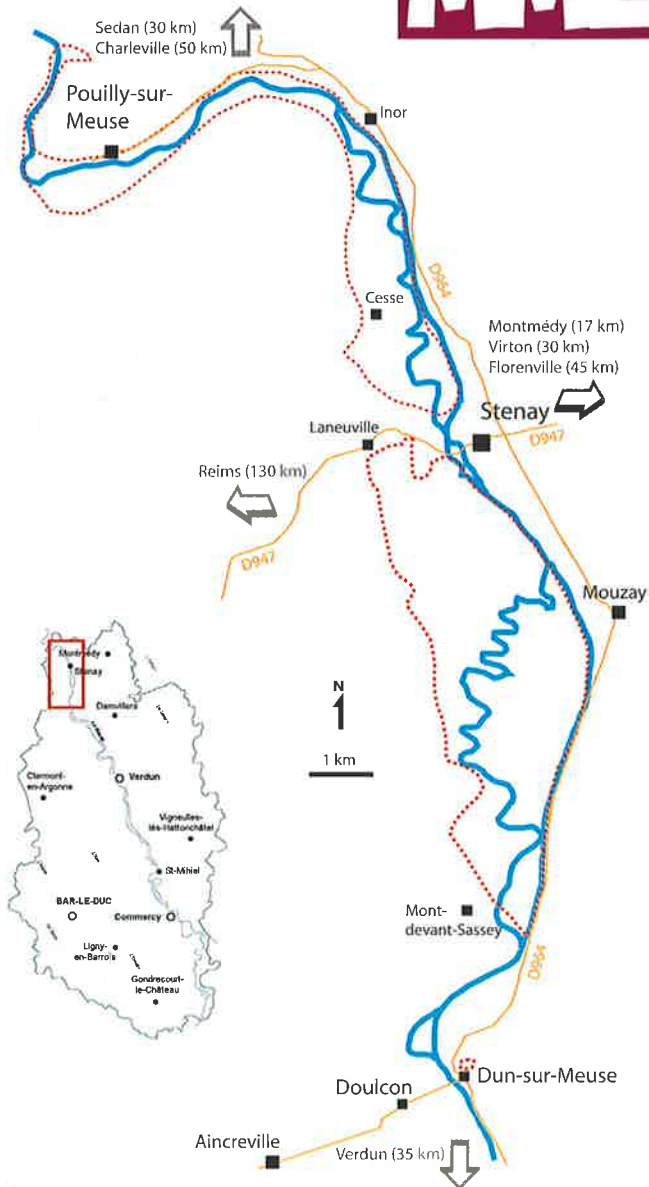 Sedan (30 km)
Charleville (50 km)
Pouilly-sur-
Meuse
Inor
D964
Cesse
Montmédy (17 km)
Virton (30 km)
Florenville (45 km)
Stenay
D947
Laneuville
Reims (130 km)
D947
Mouzay
N
1 km
Montmédy
Stenay
Damvillers
Verdun
Clermont-
en-Argonne
Vigneulles-
lès-Hattonchâtel
St-Mihiel
BAR-LE-DUC
Commercy
Ligny-
en-Barrois
Gondrecourt-
le-Château
Mont-
devant-Sassey
D964
Dun-sur-Meuse
Doulcon
Aincreville
Verdun (35 km)